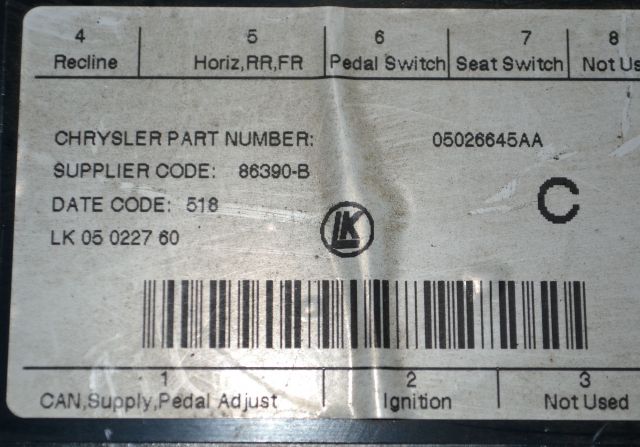 4 5 6 7 8
Recline Horiz,RR,FR Pedal Switch Seat Switch Not Us
CHRYSLER PART NUMBER: 05026645AA
SUPPLIER CODE: 86390-B
DATE CODE: 518
C
LK 05 0227 60
LK
1 2 3
CAN,Supply,Pedal Adjust Ignition Not Used